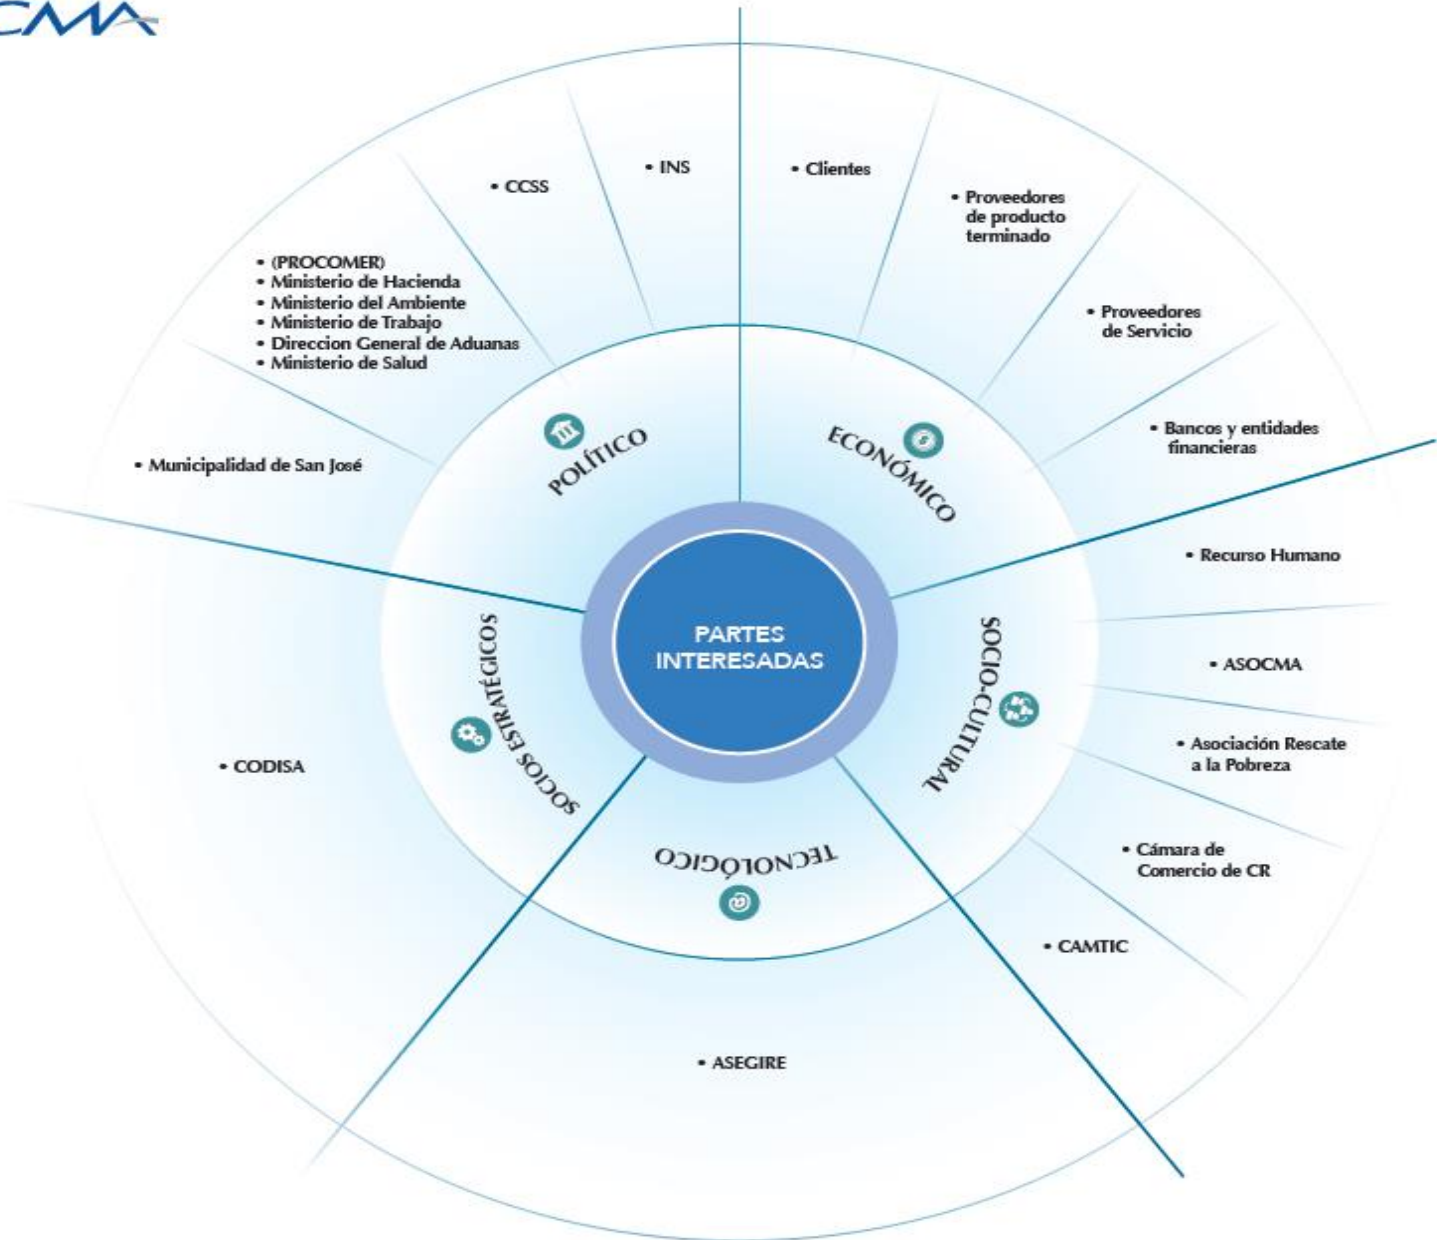 CMA
• INS
• Clientes
• CCSS
• Proveedores
de producto
terminado
• (PROCOMER)
• Ministerio de Hacienda
• Ministerio del Ambiente
• Ministerio de Trabajo
• Direccion General de Aduanas
• Ministerio de Salud
• Proveedores
de Servicio
• Municipalidad de San José
• Bancos y entidades
financieras
POLÍTICO
ECONÓMICO
• Recurso Humano
PARTES
INTERESADAS
SOCIOS ESTRATÉGICOS
SOCIO-CULTURAL
• ASOCMA
• Asociación Rescate
a la Pobreza
• CODISA
• Cámara de
Comercio de CR
TECNOLÓGICO
• CAMTIC
• ASEGIRE